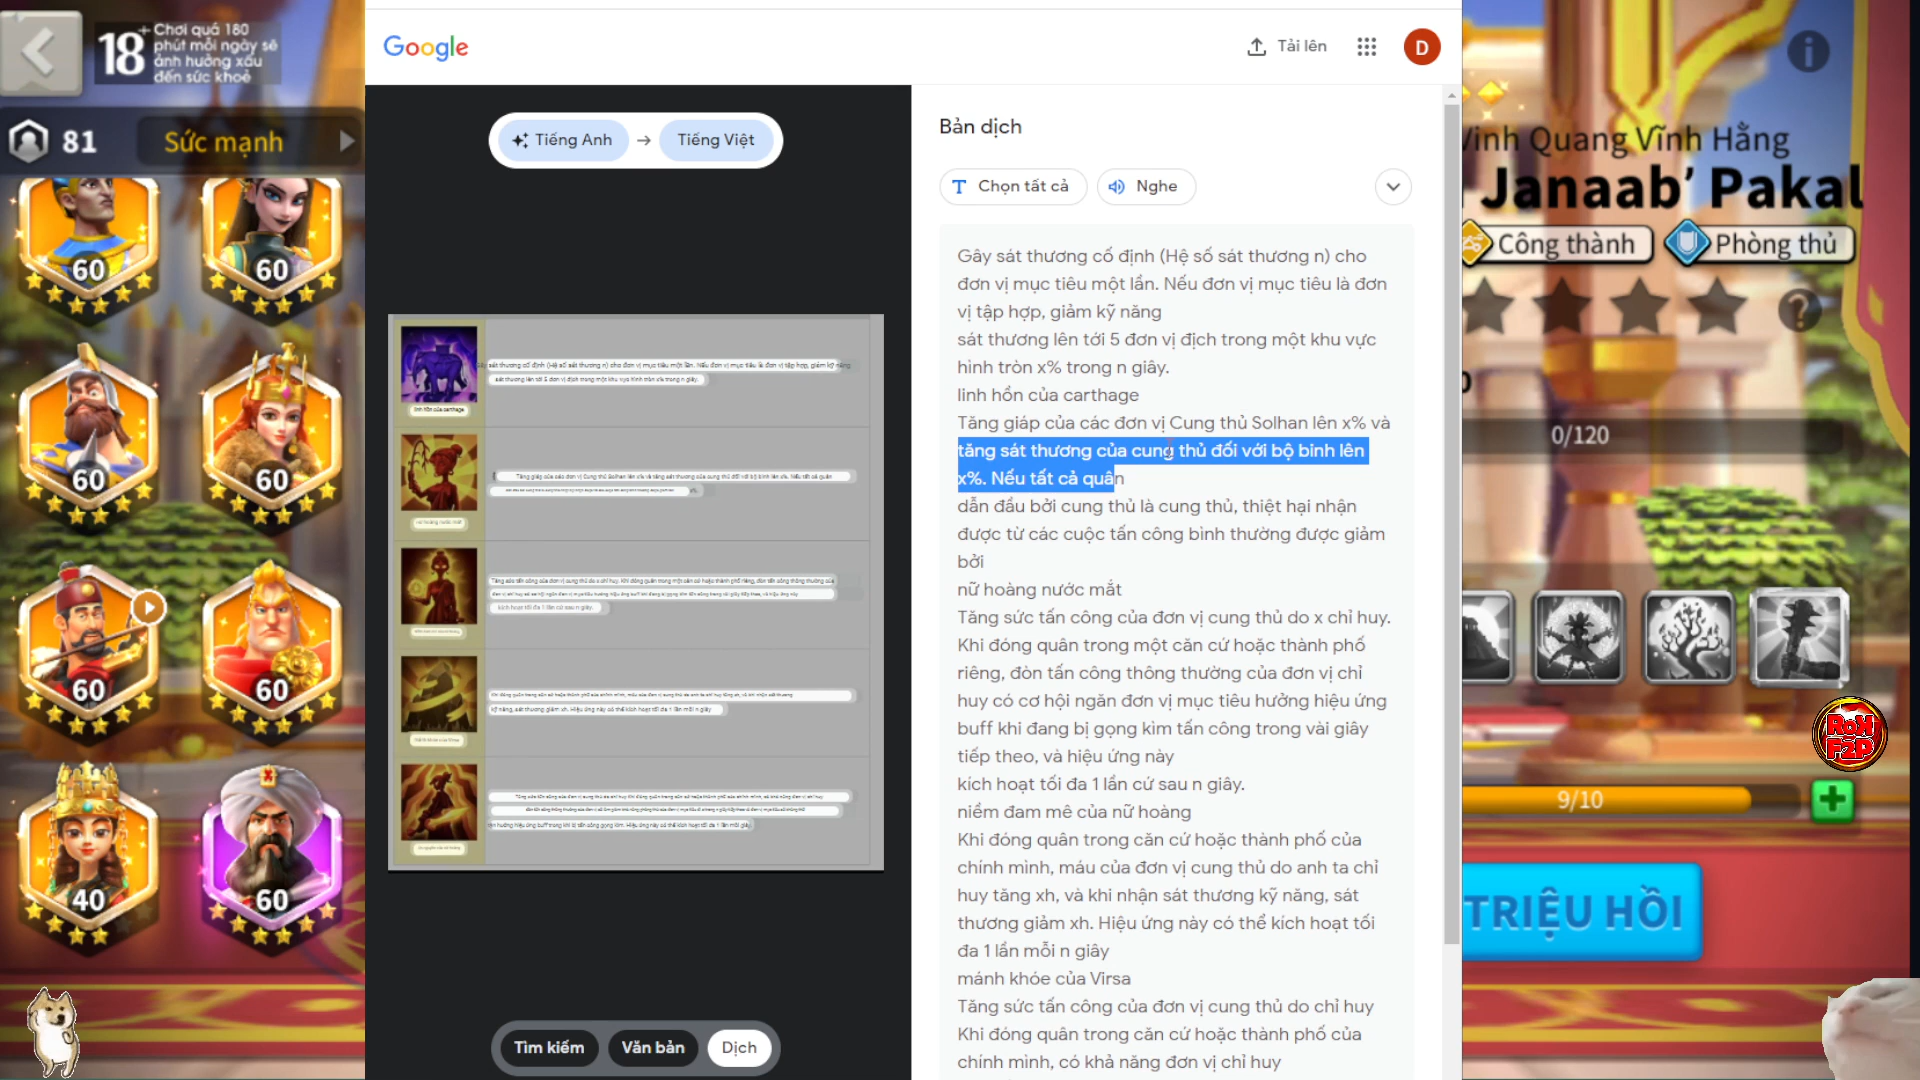 18+
Chơi quá 180
phút mỗi ngày sẽ
ảnh hưởng xấu
đến sức khoẻ
81
Sức mạnh
60
60
60
60
60
60
40
60
Google
Tải lên
D
Tiếng Anh → Tiếng Việt
linh hồn của carthage
Tìm kiếm
Văn bản
Dịch
Bản dịch
Chọn tất cả
Nghe
Gây sát thương cố định (Hệ số sát thương n) cho
đơn vị mục tiêu một lần. Nếu đơn vị mục tiêu là đơn
vị tập hợp, giảm kỹ năng
sát thương lên tới 5 đơn vị địch trong một khu vực
hình tròn x% trong n giây.
linh hồn của carthage
Tăng giáp của các đơn vị Cung thủ Solhan lên x% và
tăng sát thương của cung thủ đối với bộ binh lên
x%. Nếu tất cả quân
dẫn đầu bởi cung thủ là cung thủ, thiệt hại nhận
được từ các cuộc tấn công bình thường được giảm
bởi
nữ hoàng nước mắt
Tăng sức tấn công của đơn vị cung thủ do x chỉ huy.
Khi đóng quân trong một căn cứ hoặc thành phố
riêng, đòn tấn công thông thường của đơn vị chỉ
huy có cơ hội ngăn đơn vị mục tiêu hưởng hiệu ứng
buff khi đang bị gọng kìm tấn công trong vài giây
tiếp theo, và hiệu ứng này
kích hoạt tối đa 1 lần cứ sau n giây.
niềm đam mê của nữ hoàng
Khi đóng quân trong căn cứ hoặc thành phố của
chính mình, máu của đơn vị cung thủ do anh ta chỉ
huy tăng xh, và khi nhận sát thương kỹ năng, sát
thương giảm xh. Hiệu ứng này có thể kích hoạt tối
đa 1 lần mỗi n giây
mánh khóe của Virsa
Tăng sức tấn công của đơn vị cung thủ do chỉ huy
Khi đóng quân trong căn cứ hoặc thành phố của
chính mình, có khả năng đơn vị chỉ huy
Vinh Quang Vĩnh Hằng
Janaab' Pakal
Công thành
Phòng thủ
?
0/120
RoK
F2P
9/10
TRIỆU HỒI